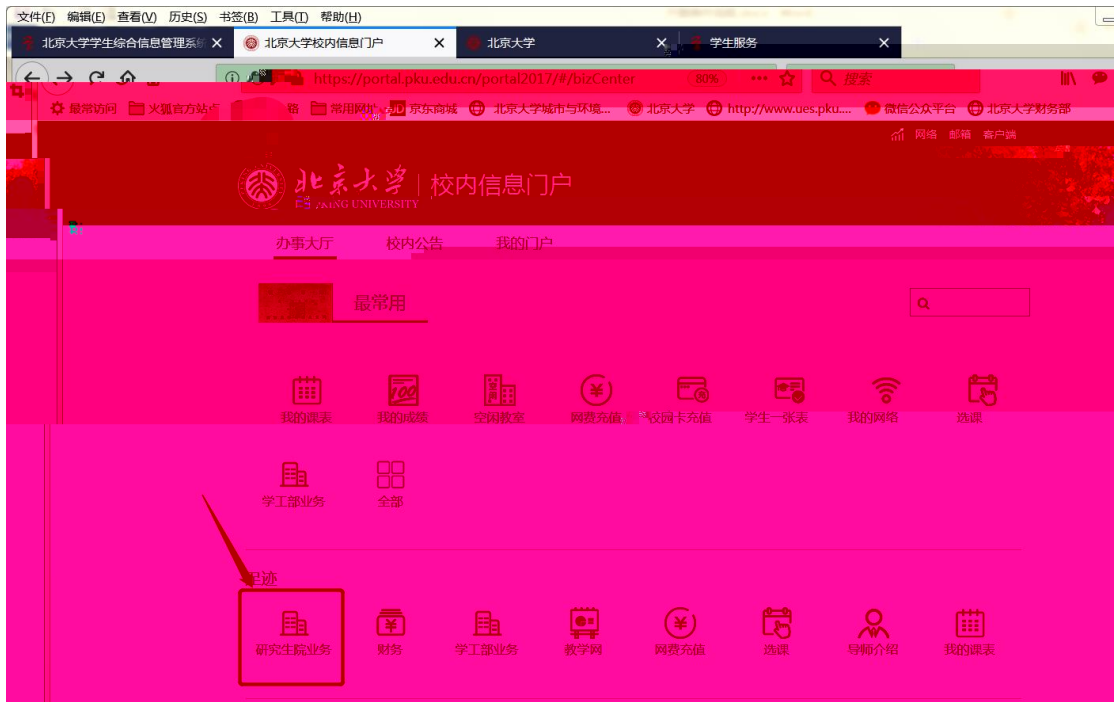 文件(F) 编辑(E) 查看(V) 历史(S) 书签(B) 工具(T) 帮助(H)
北京大学学生综合信息管理系统 北京大学校内信息门户 北京大学 学生服务
https://portal.pku.edu.cn/portal2017/#/bizCenter 80% 搜索
最常访问 火狐官方站点 常用网址 JD 京东商城 北京大学城市与环境... 北京大学 http://www.ues.pku.... 微信公众平台 北京大学财务部
网络 邮箱 客户端
北京大学 校内信息门户
PEKING UNIVERSITY
办事大厅 校内公告 我的门户
最常用
100
我的课表 我的成绩 空闲教室 网费充值 校园卡充值 学生一张表 我的网络 选课
学工部业务 全部
足迹
研究生院业务 财务 学工部业务 教学网 网费充值 选课 导师介绍 我的课表